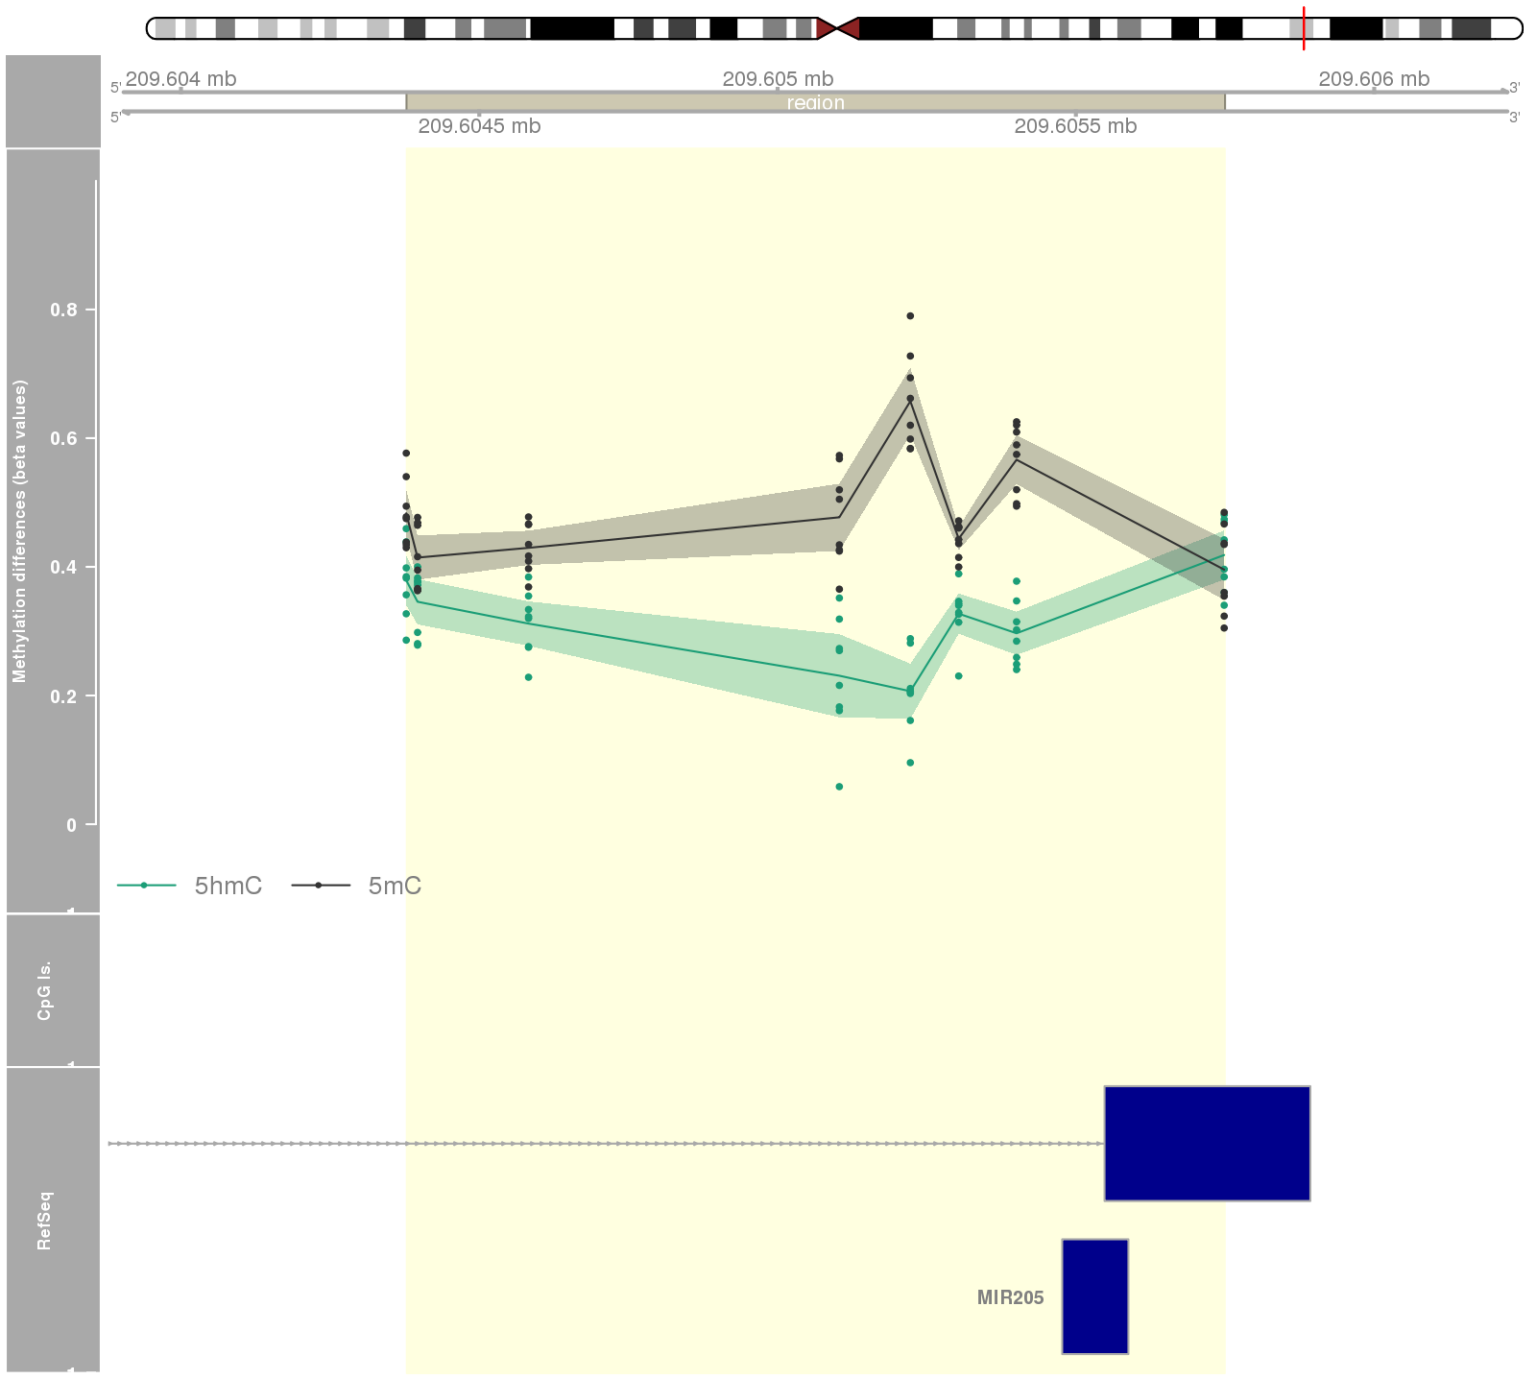 209.604 mb 209.605 mb 209.606 mb
5' 3'
region
5' 3'
209.6045 mb 209.6055 mb
Methylation differences (beta values)
0.8
0.6
0.4
0.2
0
5hmC 5mC
CpG Is.
RefSeq
MIR205